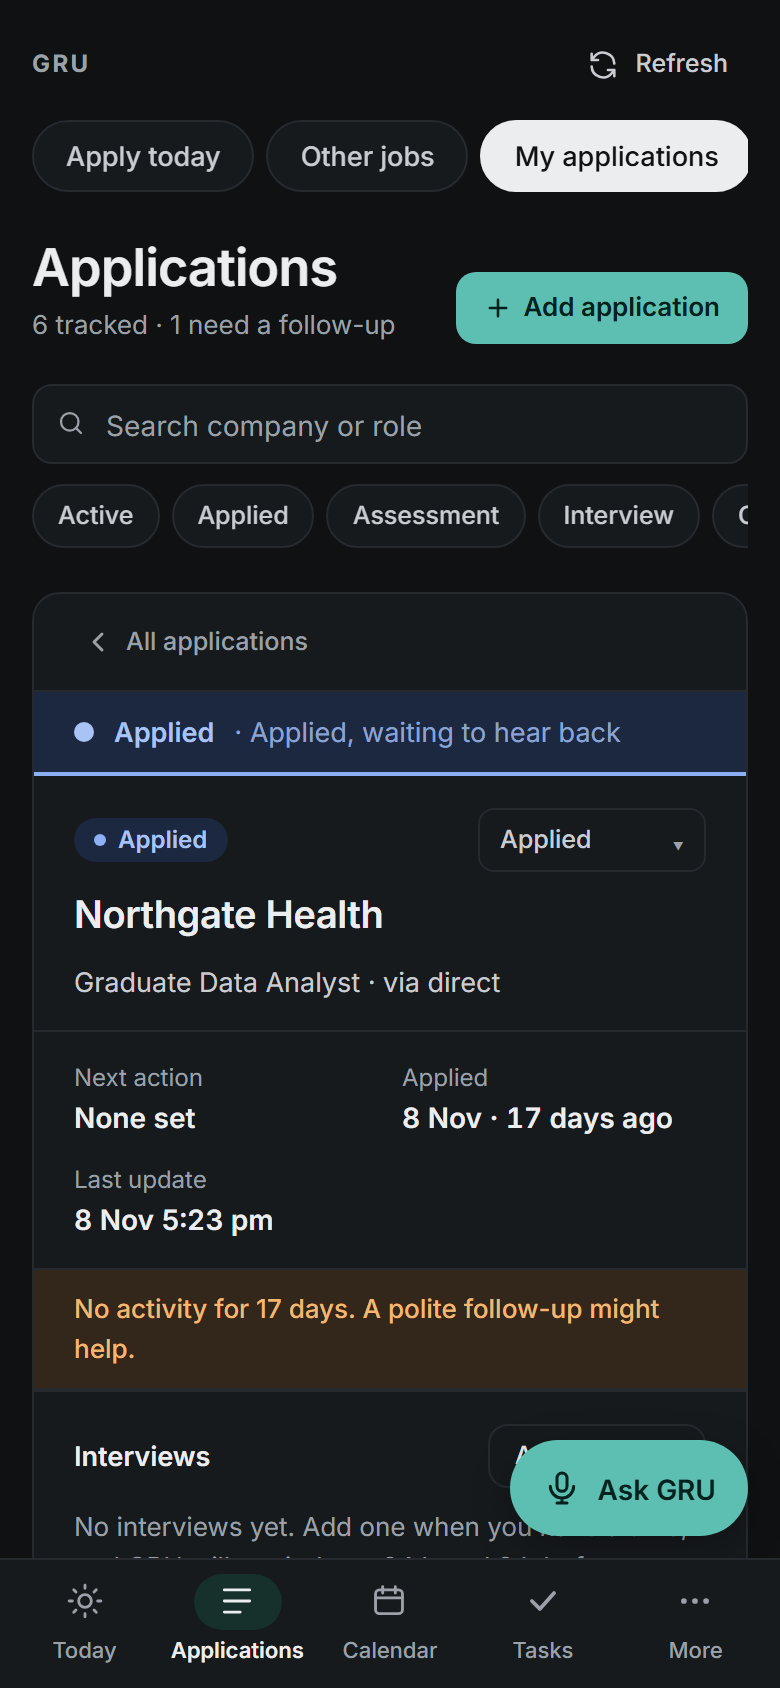 GRU
Refresh
Apply today
Other jobs
My applications
Applications
6 tracked · 1 need a follow-up
+ Add application
Search company or role
Active
Applied
Assessment
Interview
All applications
Applied · Applied, waiting to hear back
Applied
Applied
Northgate Health
Graduate Data Analyst · via direct
Next action
None set
Applied
8 Nov · 17 days ago
Last update
8 Nov 5:23 pm
No activity for 17 days. A polite follow-up might
help.
Interviews
Ask GRU
No interviews yet. Add one when you
Today
Applications
Calendar
Tasks
More